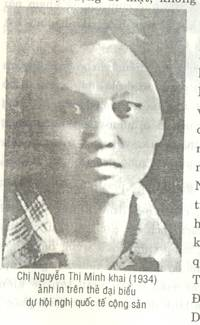 Chị Nguyễn Thị Minh khai (1934)
ảnh in trên thẻ đại biểu
dự hội nghị quốc tế cộng sản